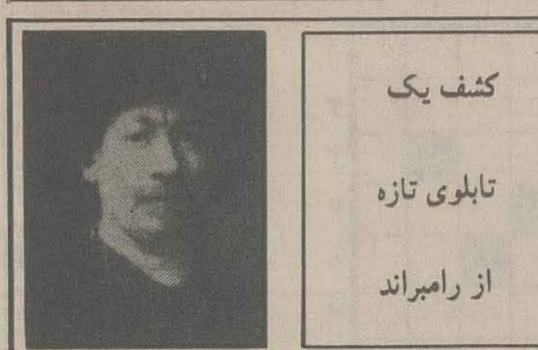 کشف یک
تابلوی تازه
از رامبراند